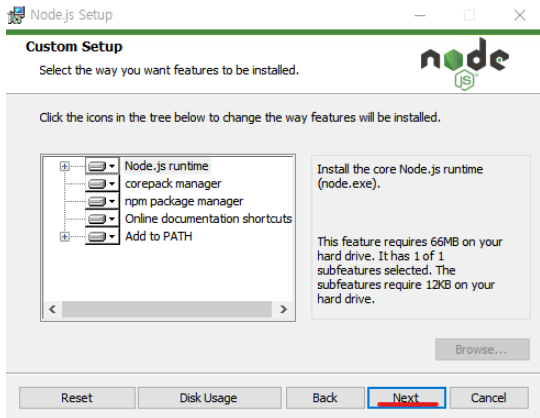 Node.js Setup
Custom Setup
Select the way you want features to be installed.
node
JS
Click the icons in the tree below to change the way features will be installed.
Node.js runtime
corepack manager
npm package manager
Online documentation shortcuts
Add to PATH
Install the core Node.js runtime
(node.exe).
This feature requires 66MB on your
hard drive. It has 1 of 1
subfeatures selected. The
subfeatures require 12KB on your
hard drive.
Browse...
Reset
Disk Usage
Back
Next
Cancel